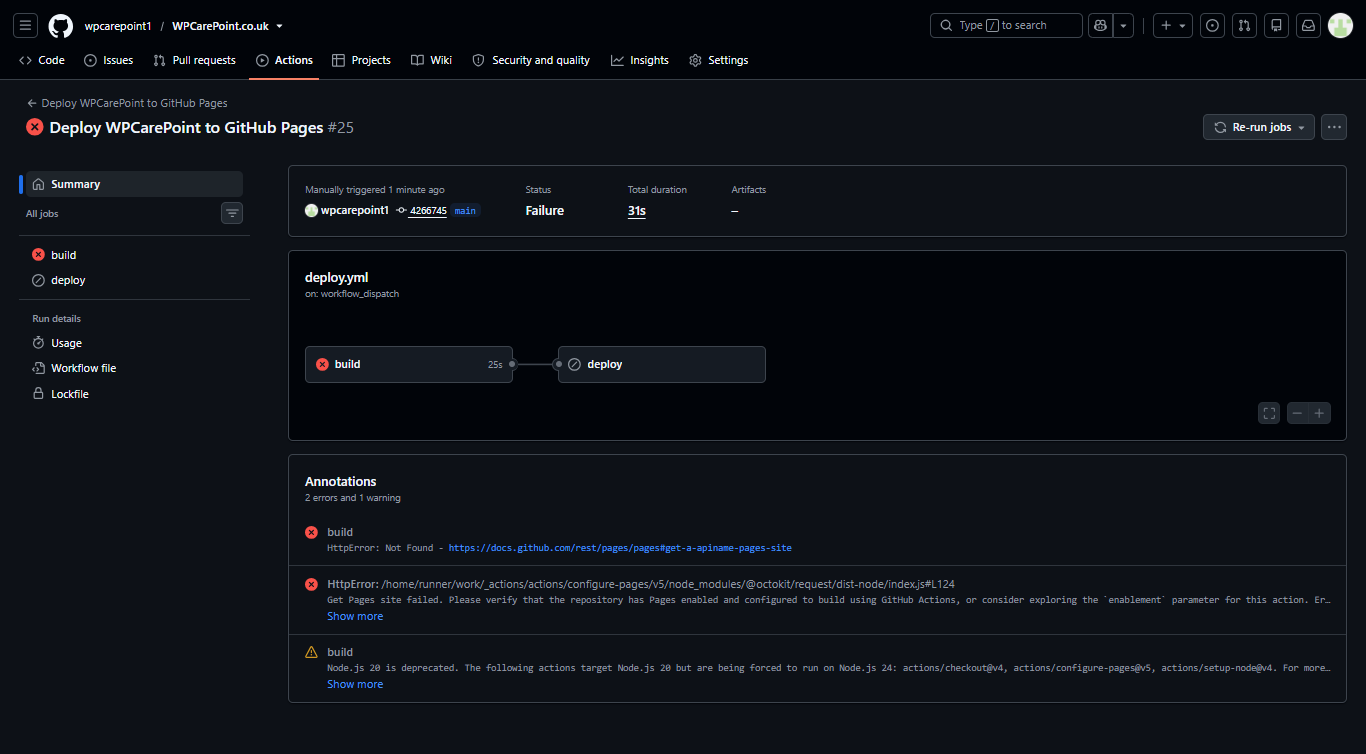 wpcarepoint1 / WPCarePoint.co.uk
Type / to search
Code Issues Pull requests Actions Projects Wiki Security and quality Insights Settings
Deploy WPCarePoint to GitHub Pages
Deploy WPCarePoint to GitHub Pages #25
Re-run jobs
Summary
All jobs
build
deploy
Run details
Usage
Workflow file
Lockfile
Manually triggered 1 minute ago
wpcarepoint1 4266745 main
Status
Failure
Total duration
31s
Artifacts
–
deploy.yml
on: workflow_dispatch
build 25s
deploy
Annotations
2 errors and 1 warning
build
HttpError: Not Found - https://docs.github.com/rest/pages/pages#get-a-apiname-pages-site
HttpError: /home/runner/work/_actions/actions/configure-pages/v5/node_modules/@octokit/request/dist-node/index.js#L124
Get Pages site failed. Please verify that the repository has Pages enabled and configured to build using GitHub Actions, or consider exploring the `enablement` parameter for this action. Er…
Show more
build
Node.js 20 is deprecated. The following actions target Node.js 20 but are being forced to run on Node.js 24: actions/checkout@v4, actions/configure-pages@v5, actions/setup-node@v4. For more…
Show more